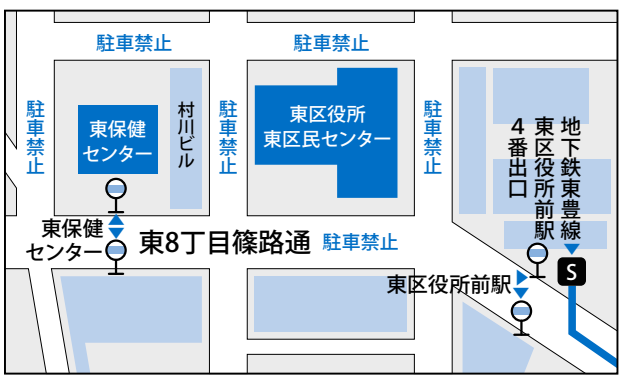 駐車禁止
駐車禁止
駐車禁止
東保健
センター
村川ビル
駐車禁止
東区役所
東区民センター
駐車禁止
地下鉄東豊線
東区役所前駅
4番出口
東保健
センター
東8丁目篠路通
駐車禁止
東区役所前駅
S